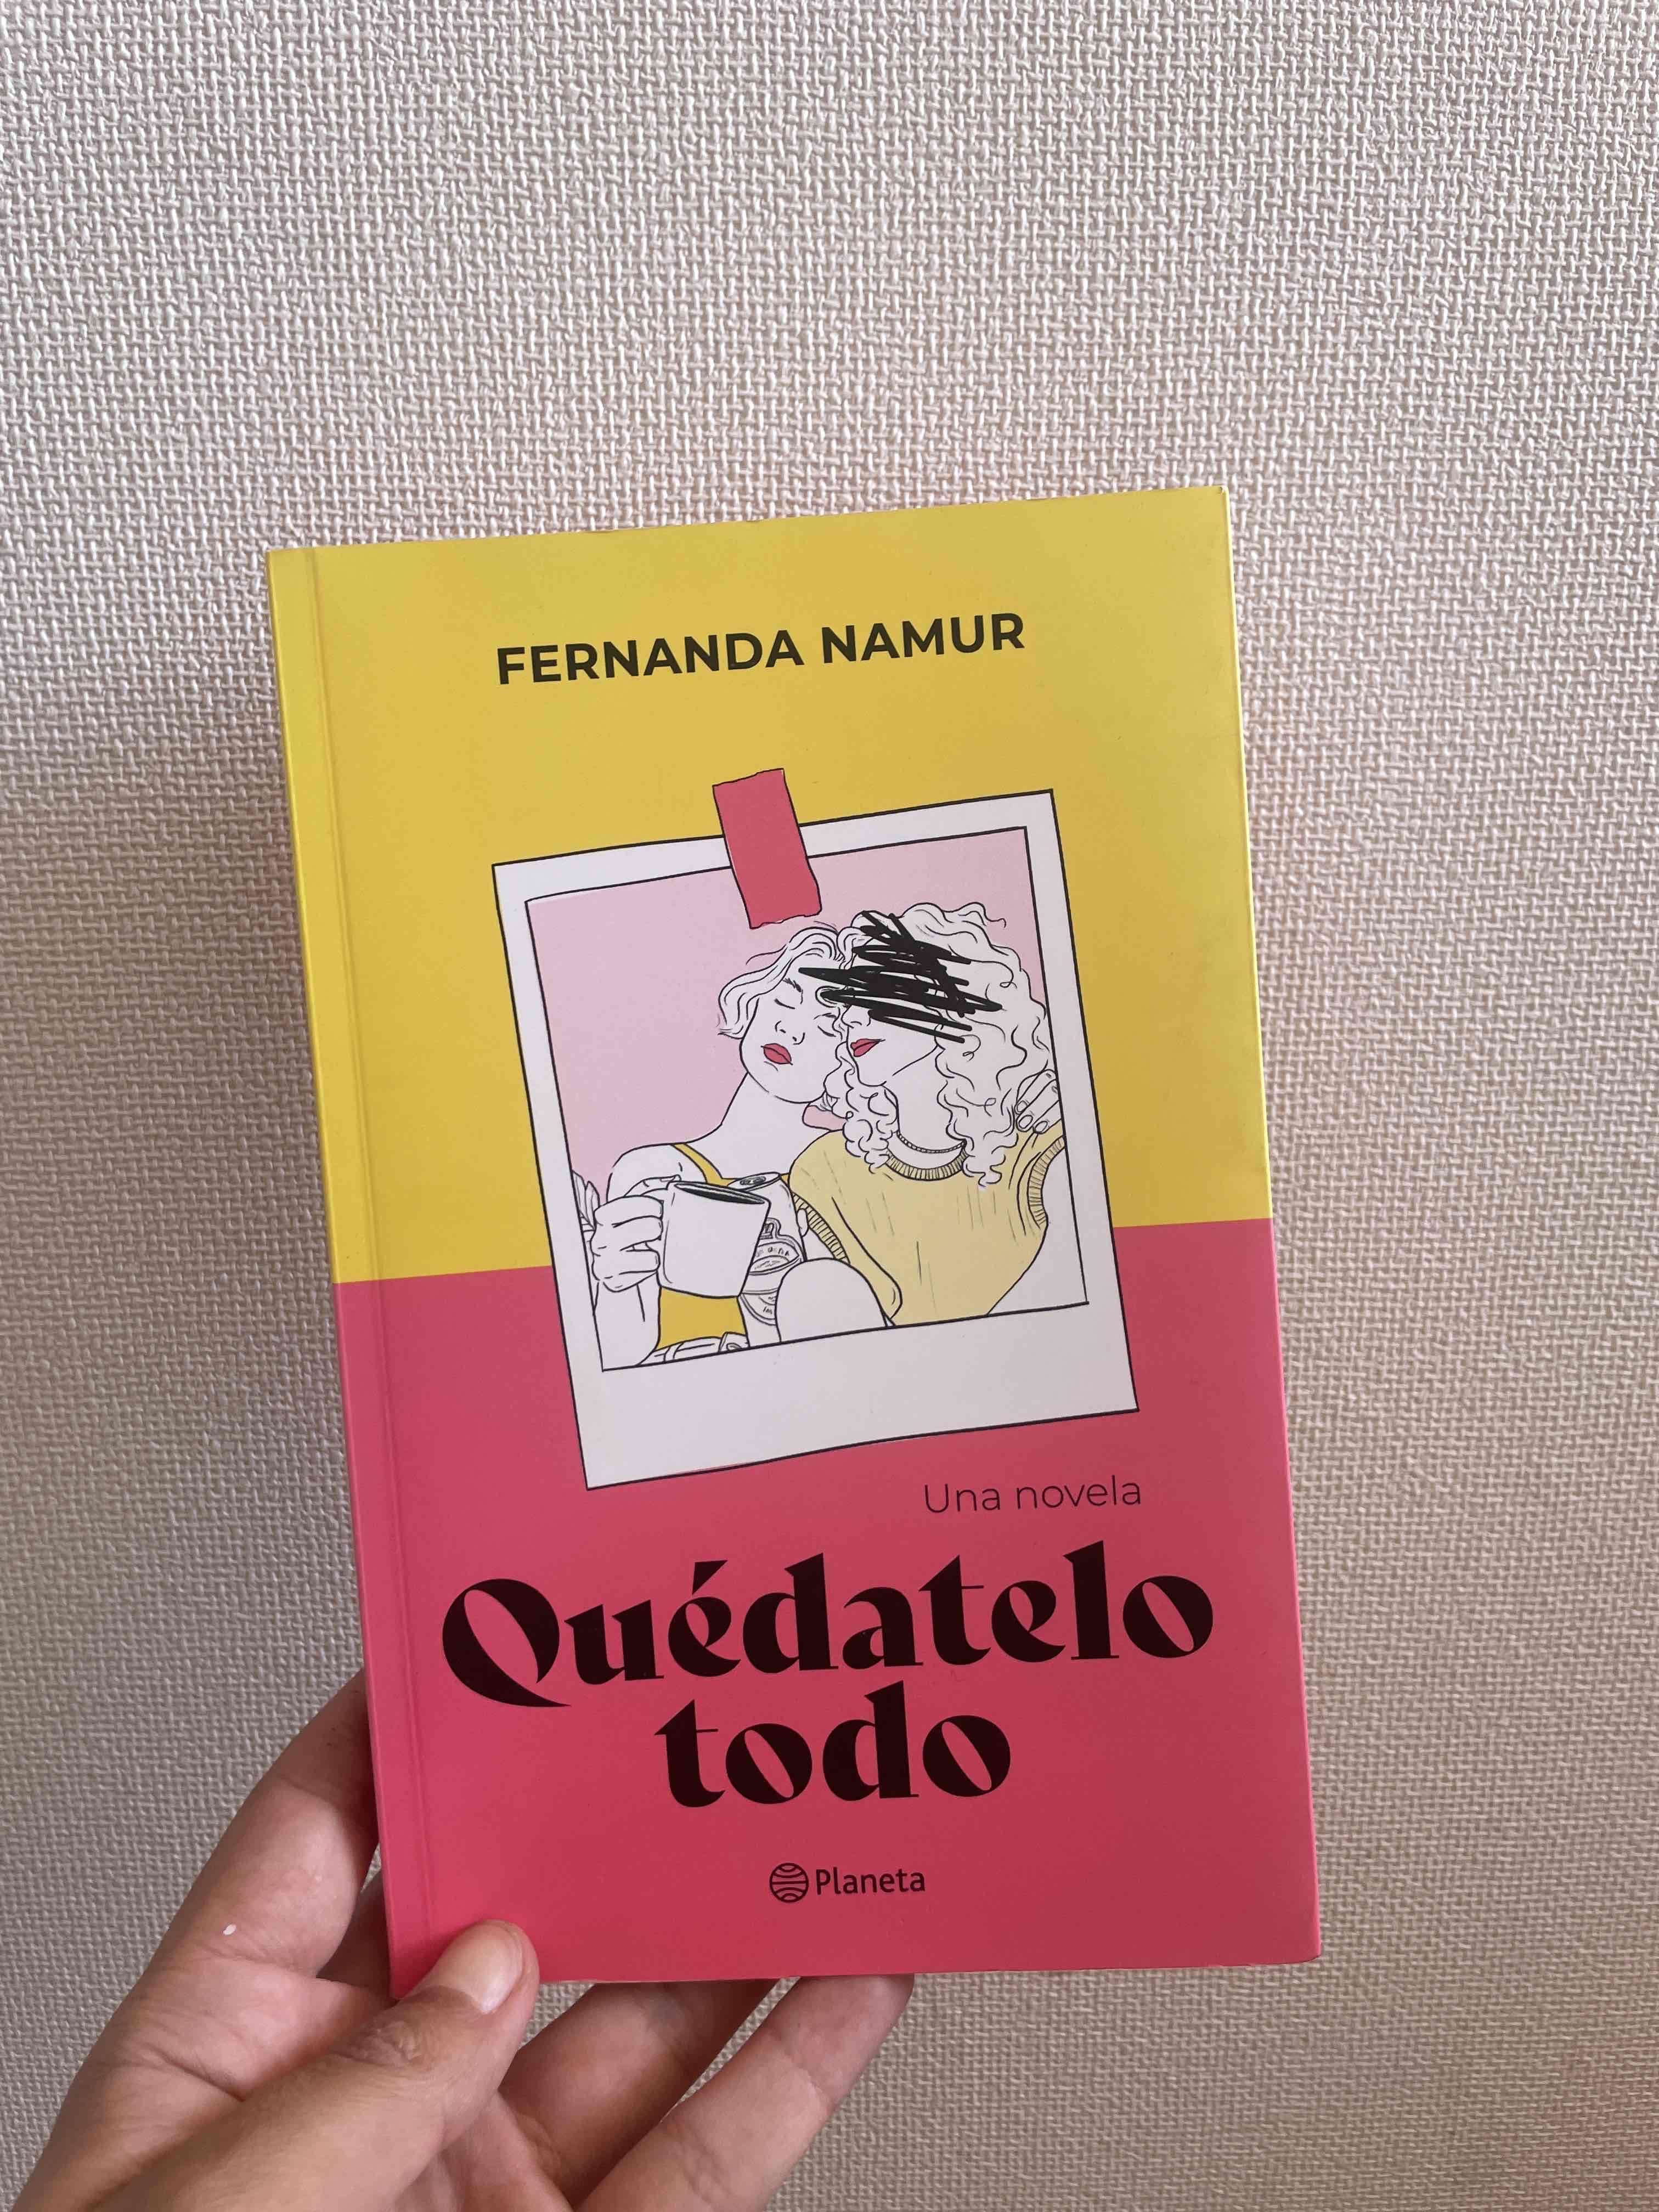 FERNANDA NAMUR
Una novela
Quédatelo
todo
Planeta